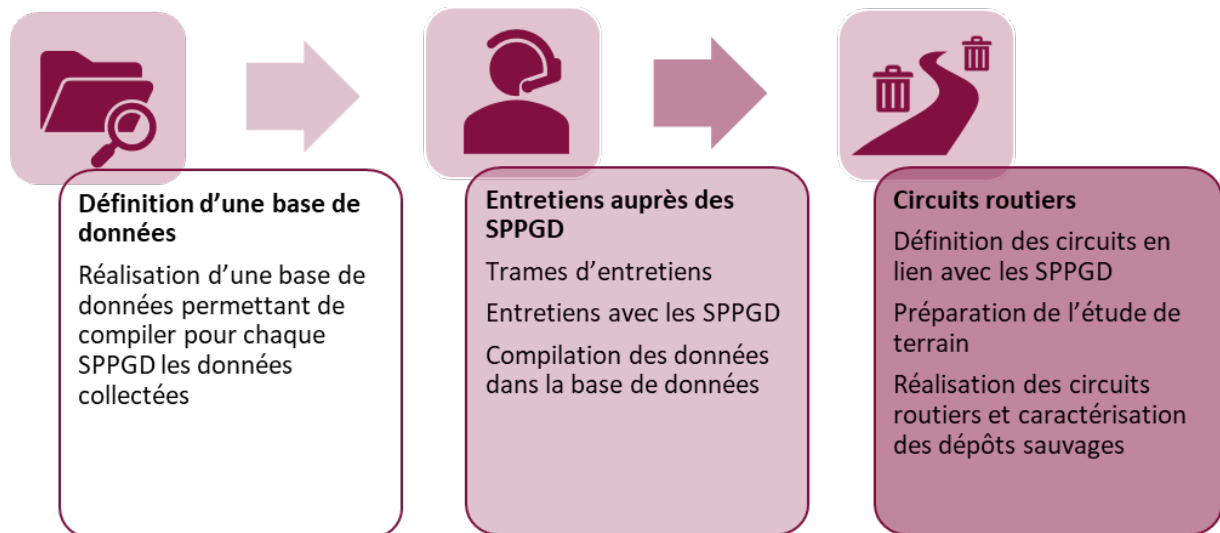 Définition d’une base de
données
Réalisation d’une base de
données permettant de
compiler pour chaque
SPPGD les données
collectées
Entretiens auprès des
SPPGD
Trames d’entretiens
Entretiens avec les SPPGD
Compilation des données
dans la base de données
Circuits routiers
Définition des circuits en
lien avec les SPPGD
Préparation de l’étude de
terrain
Réalisation des circuits
routiers et caractérisation
des dépôts sauvages